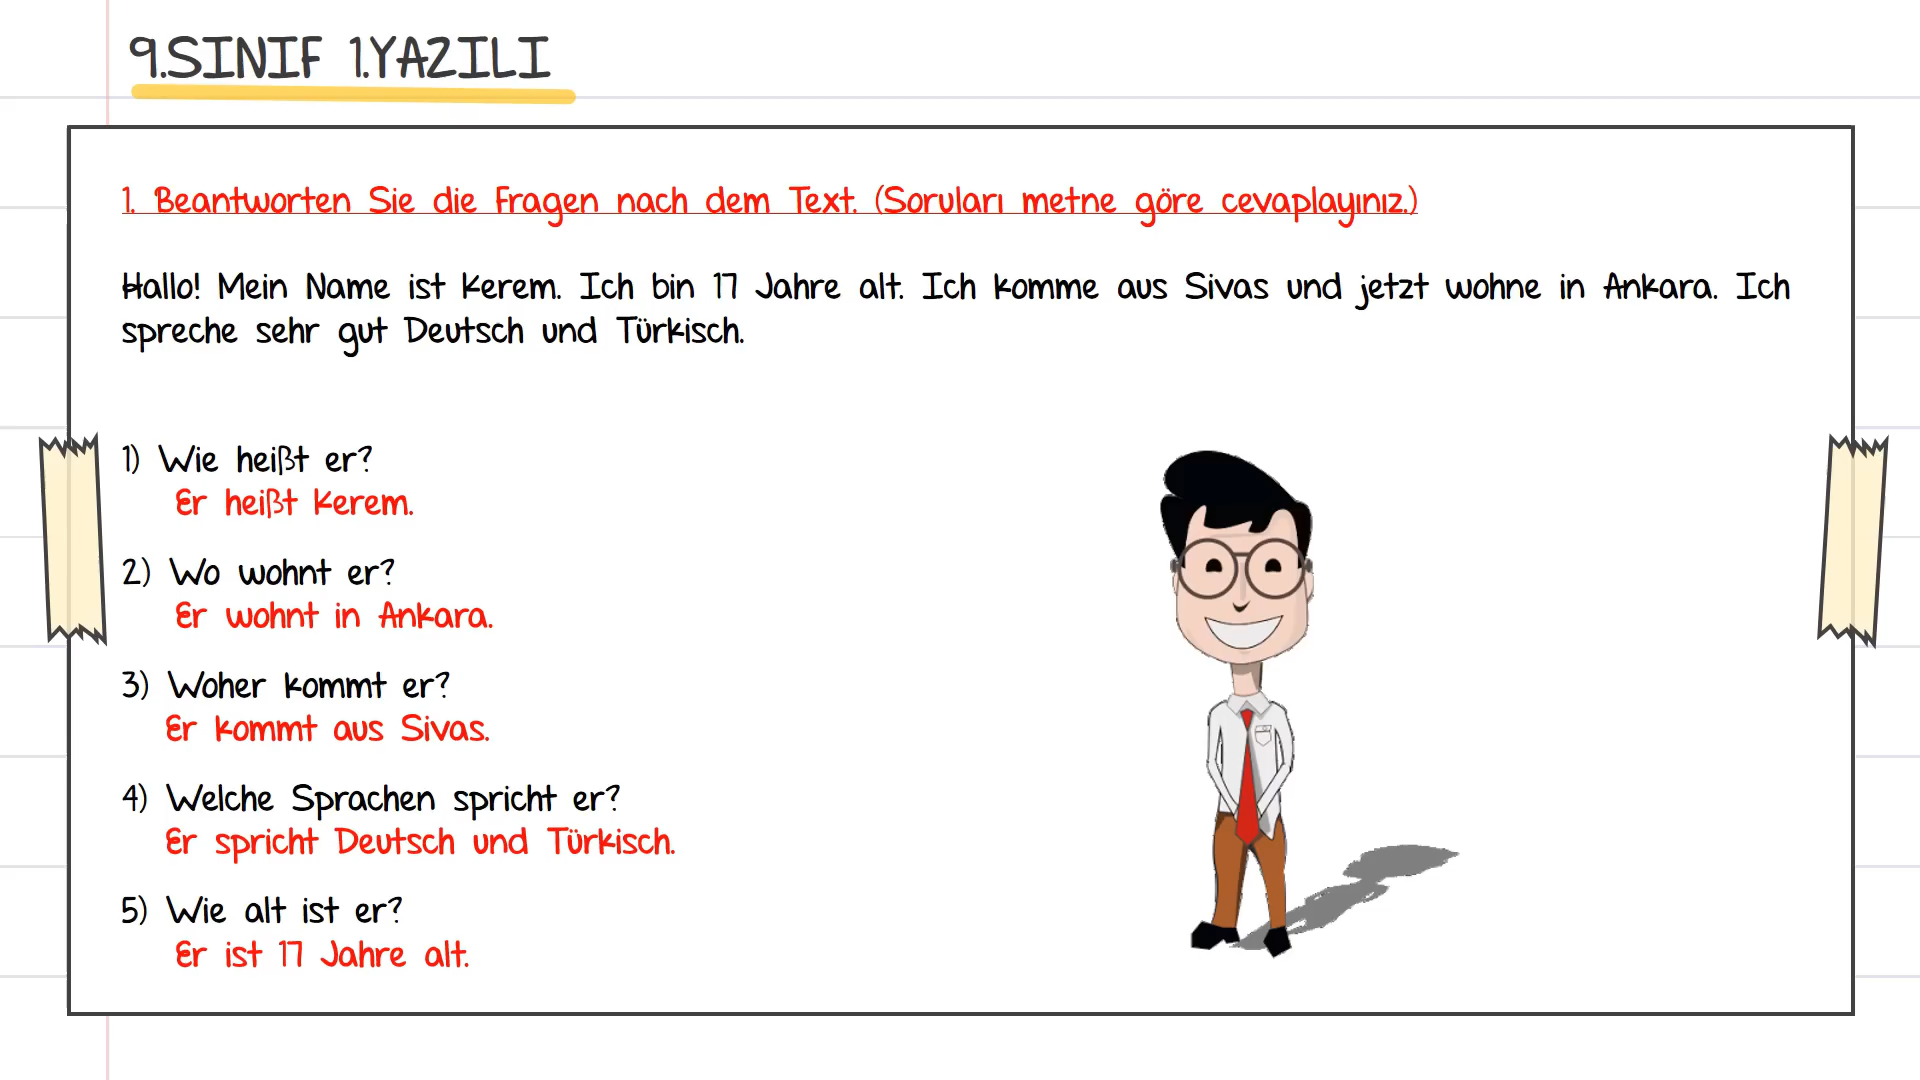 9.SINIF 1.YAZILI
1. Beantworten Sie die Fragen nach dem Text. (Soruları metne göre cevaplayınız.)
Hallo! Mein Name ist Kerem. Ich bin 17 Jahre alt. Ich komme aus Sivas und jetzt wohne in Ankara. Ich
spreche sehr gut Deutsch und Türkisch.
1) Wie heißt er?
Er heißt Kerem.
2) Wo wohnt er?
Er wohnt in Ankara.
3) Woher kommt er?
Er kommt aus Sivas.
4) Welche Sprachen spricht er?
Er spricht Deutsch und Türkisch.
5) Wie alt ist er?
Er ist 17 Jahre alt.